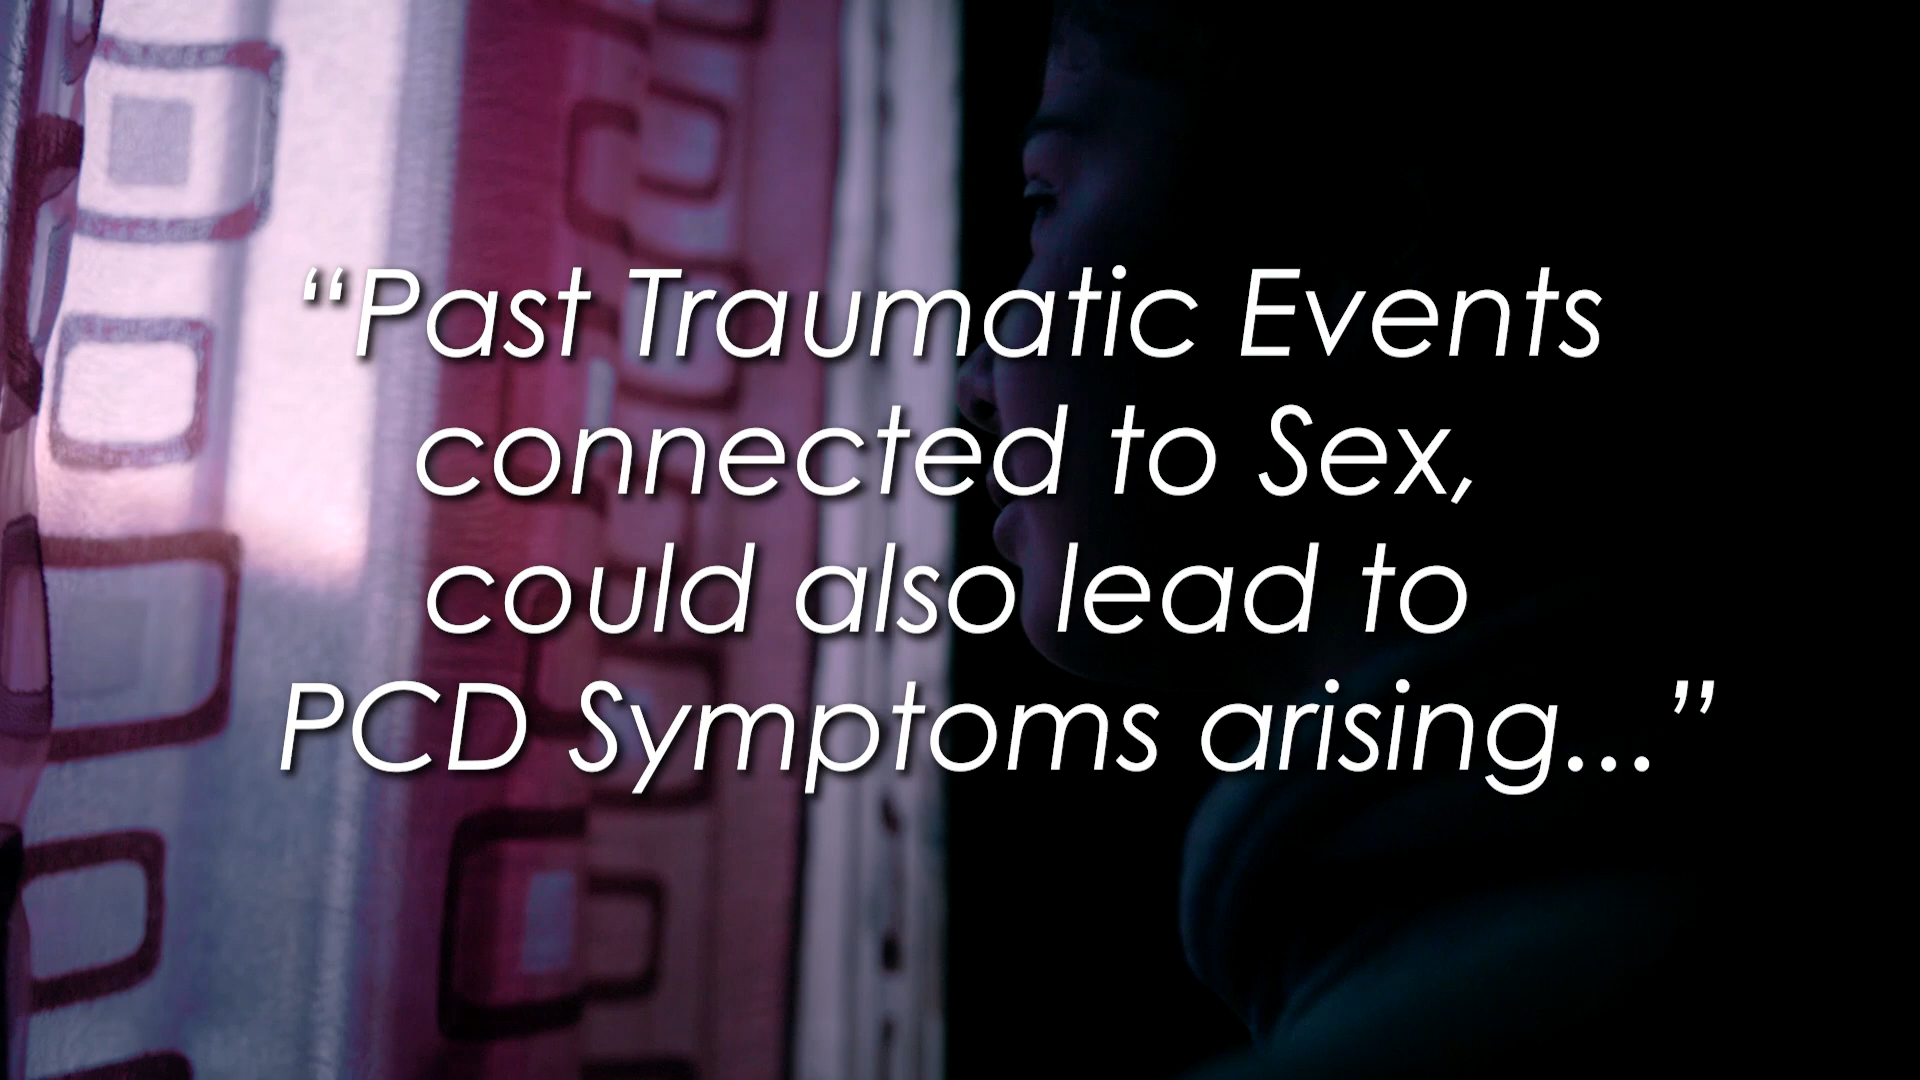 “Past Traumatic Events
connected to Sex,
could also lead to
PCD Symptoms arising...”